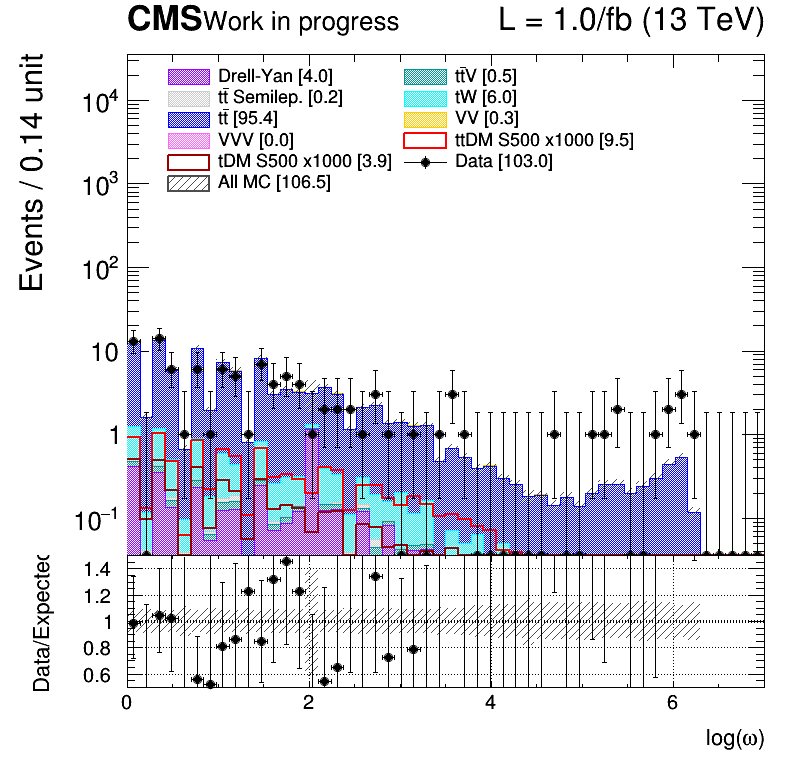 CMS Work in progress L = 1.0/fb (13 TeV)
Events / 0.14 unit
Drell-Yan [4.0] tt̄V [0.5]
tt̄ Semilep. [0.2] tW [6.0]
tt̄ [95.4] VV [0.3]
VVV [0.0] ttDM S500 x1000 [9.5]
tDM S500 x1000 [3.9] Data [103.0]
All MC [106.5]
10⁴
10³
10²
10
1
10⁻¹
Data/Expected
1.4
1.2
1
0.8
0.6
0 2 4 6
log(ω)